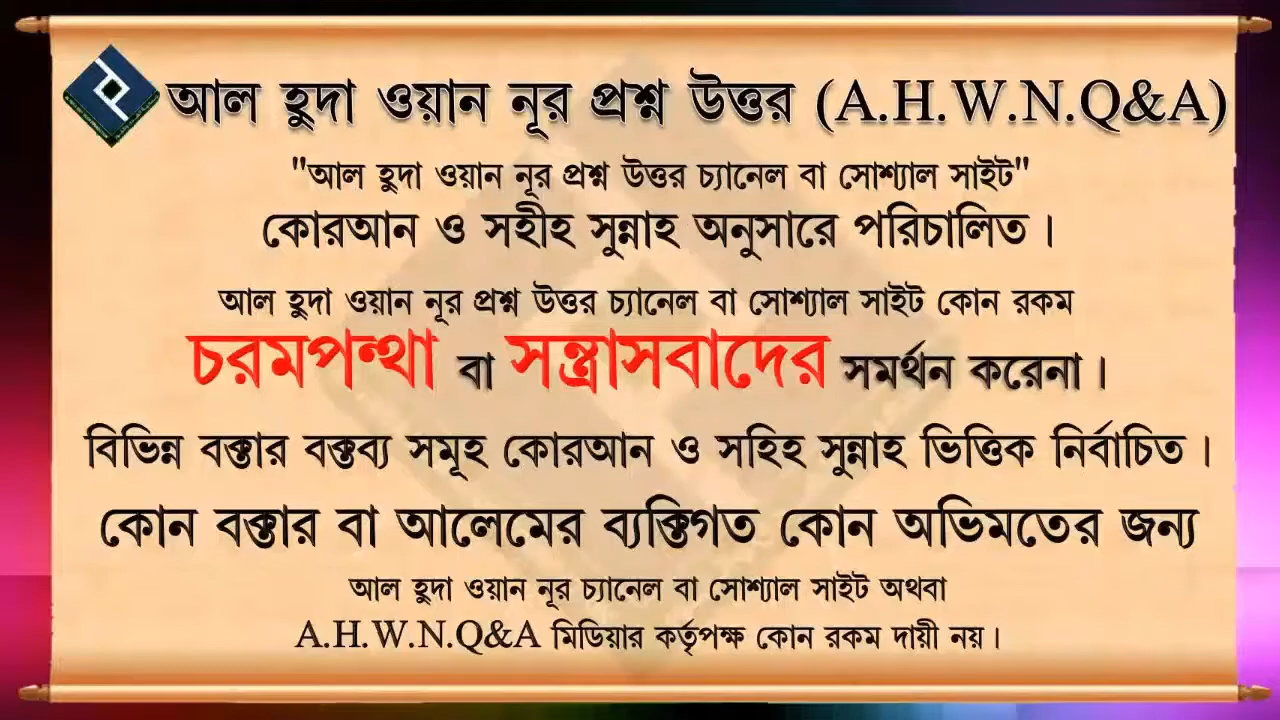 আল হুদা ওয়ান নূর প্রশ্ন উত্তর (A.H.W.N.Q&A)
"আল হুদা ওয়ান নূর প্রশ্ন উত্তর চ্যানেল বা সোশ্যাল সাইট"
কোরআন ও সহীহ সুন্নাহ অনুসারে পরিচালিত।
আল হুদা ওয়ান নূর প্রশ্ন উত্তর চ্যানেল বা সোশ্যাল সাইট কোন রকম
চরমপন্থা বা সন্ত্রাসবাদের সমর্থন করেনা।
বিভিন্ন বক্তার বক্তব্য সমূহ কোরআন ও সহিহ সুন্নাহ ভিত্তিক নির্বাচিত।
কোন বক্তার বা আলেমের ব্যক্তিগত কোন অভিমতের জন্য
আল হুদা ওয়ান নূর চ্যানেল বা সোশ্যাল সাইট অথবা
A.H.W.N.Q&A মিডিয়ার কর্তৃপক্ষ কোন রকম দায়ী নয়।